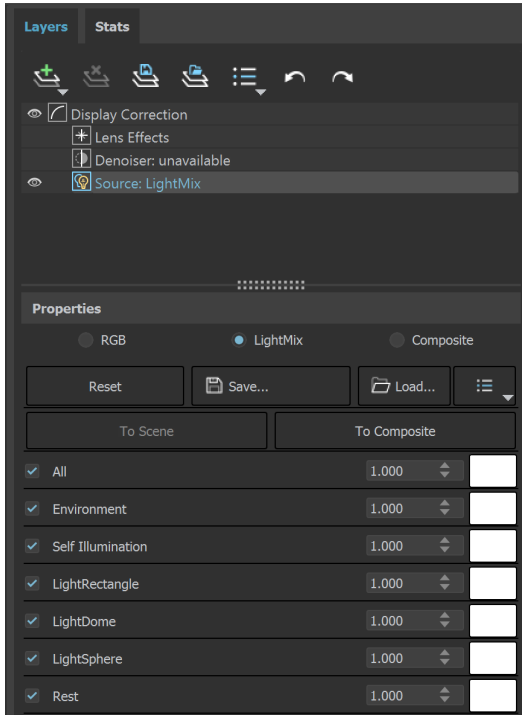 Layers Stats
Display Correction
Lens Effects
Denoiser: unavailable
Source: LightMix
Properties
RGB LightMix Composite
Reset Save... Load...
To Scene To Composite
All 1.000
Environment 1.000
Self Illumination 1.000
LightRectangle 1.000
LightDome 1.000
LightSphere 1.000
Rest 1.000